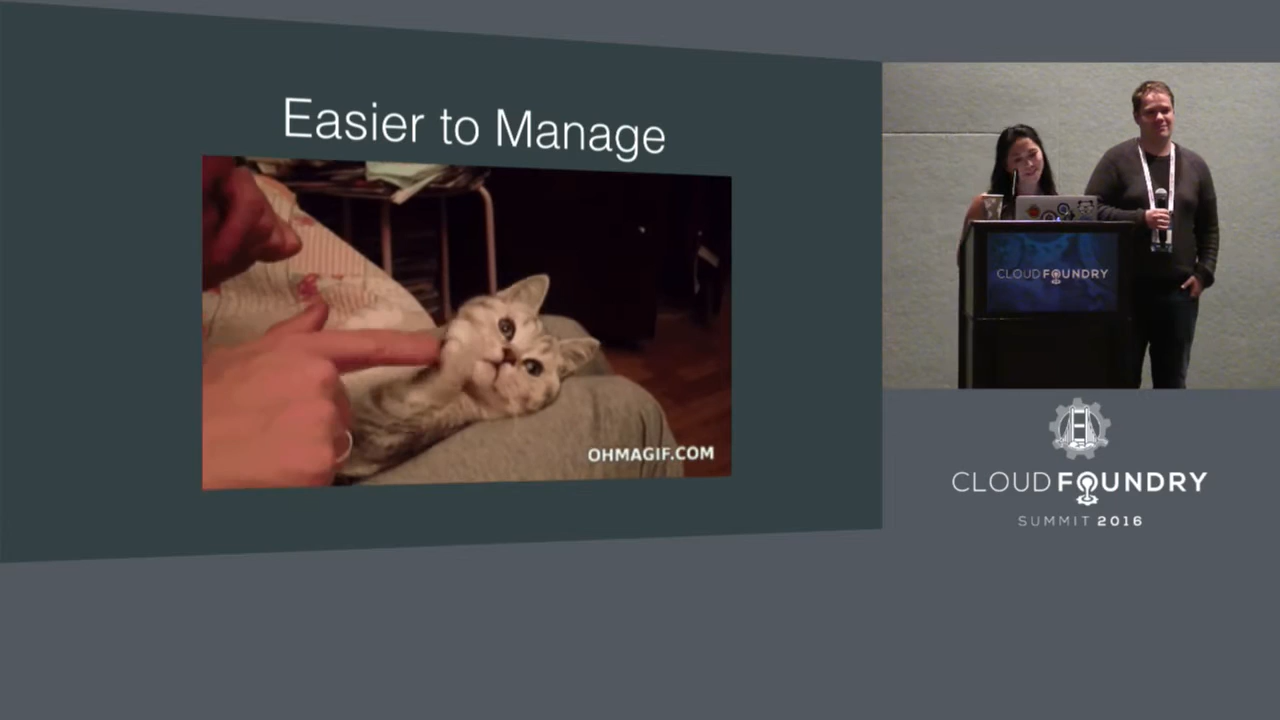 Easier to Manage
OHMAGIF.COM
CLOUD FOUNDRY
CLOUD FOUNDRY
SUMMIT 2016